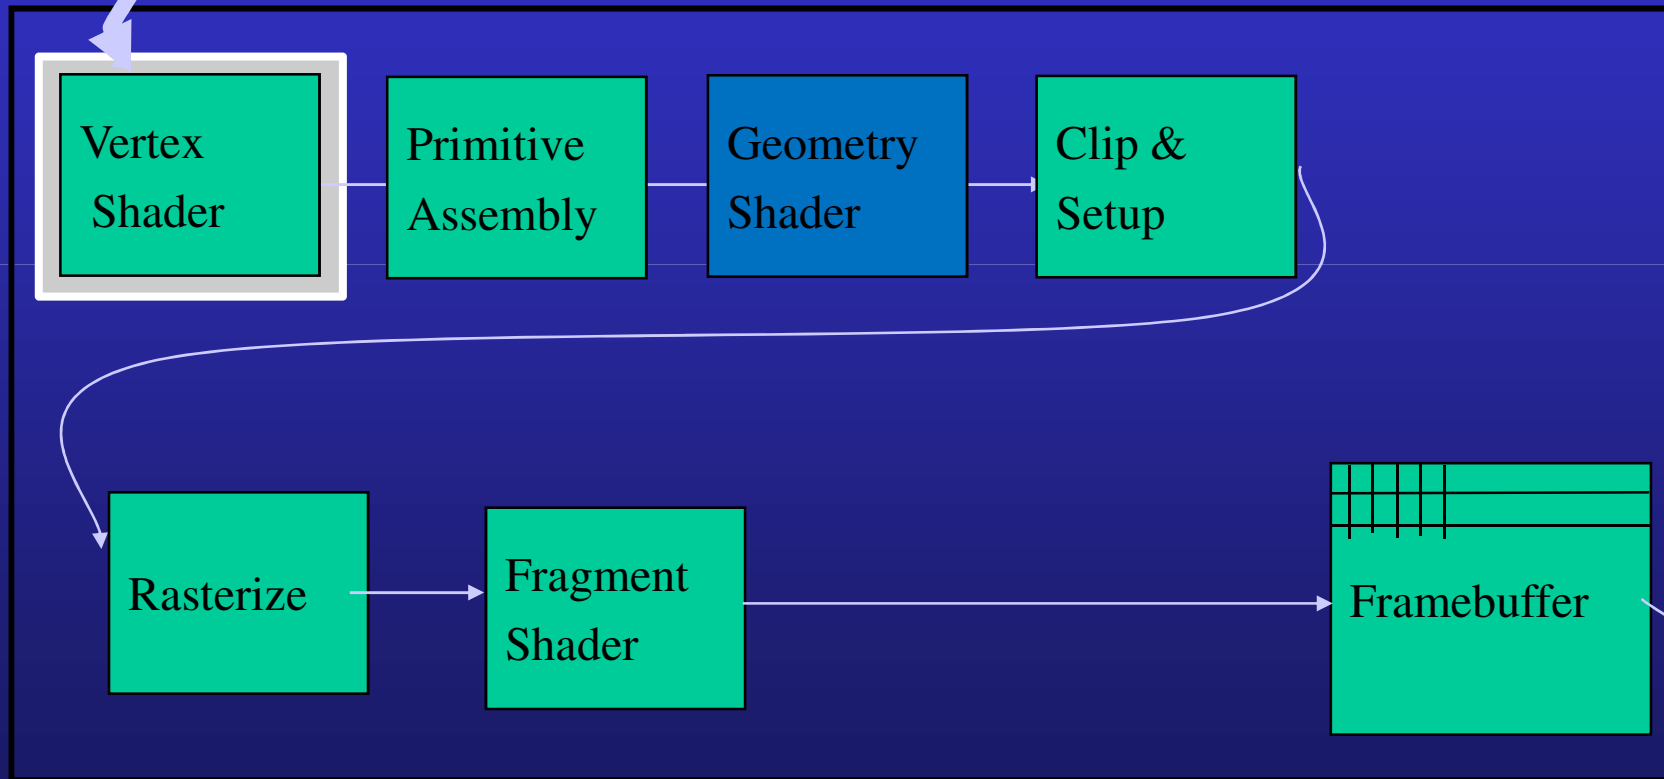 Vertex
Shader
Primitive
Assembly
Geometry
Shader
Clip &
Setup
Rasterize
Fragment
Shader
Framebuffer